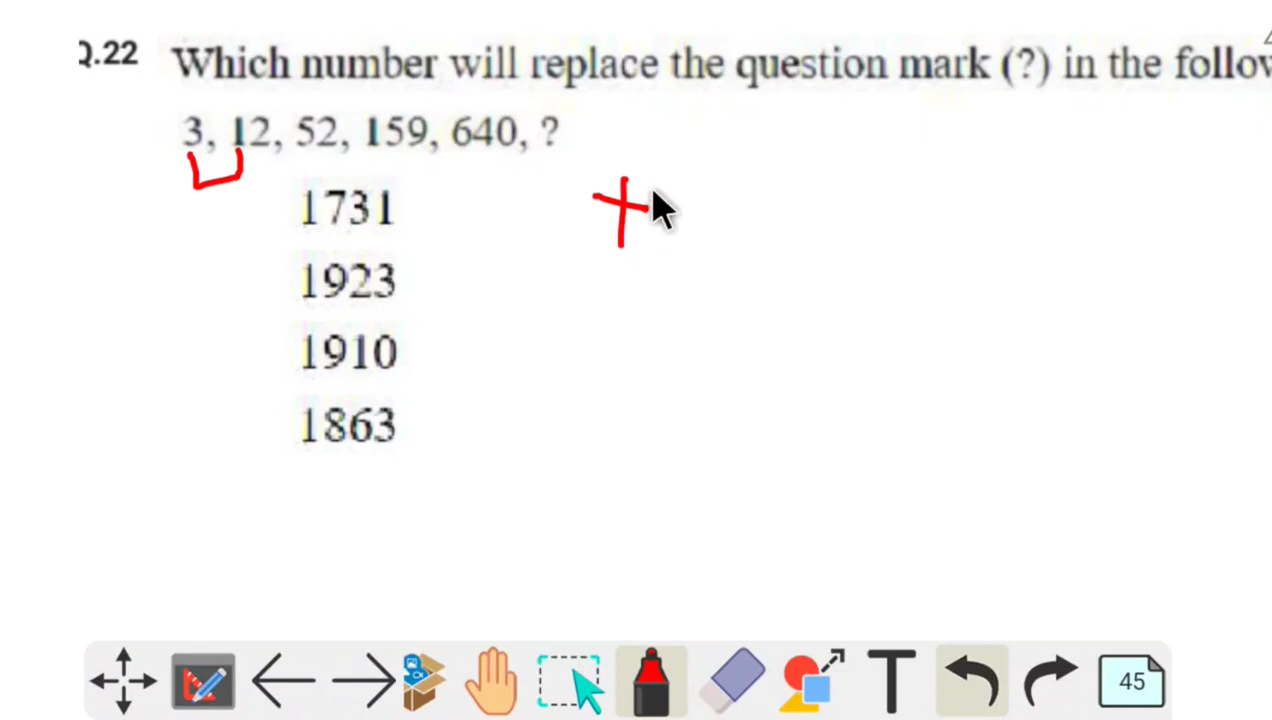 Q.22 Which number will replace the question mark (?) in the follow
3, 12, 52, 159, 640, ?
1731
1923
1910
1863
T
45